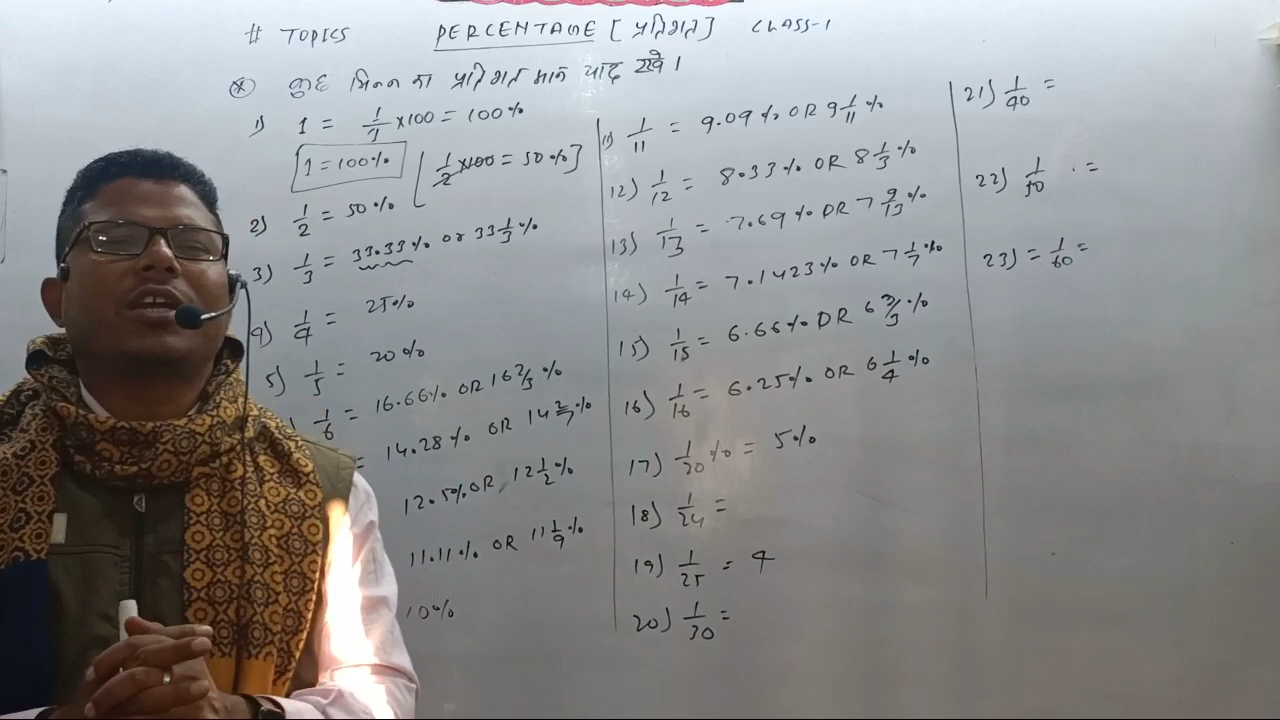 # TOPICS PERCENTAGE [प्रतिशत] CLASS-1
* कुछ भिन्न का प्रतिशत मान याद रखें।
1) 1 = 1/1 ×100 = 100%
1 = 100% [1/2 ×100 = 50%]
2) 1/2 = 50%
3) 1/3 = 33.33% or 33 1/3 %
4) 1/4 = 25%
5) 1/5 = 20%
) 1/6 = 16.66% OR 16 2/3 %
= 14.28% OR 14 2/7 %
12.5% OR 12 1/2 %
11.11% OR 11 1/9 %
10%
11) 1/11 = 9.09% OR 9 1/11 %
12) 1/12 = 8.33% OR 8 1/3 %
13) 1/13 = 7.69% OR 7 9/13 %
14) 1/14 = 7.1423% OR 7 1/7 %
15) 1/15 = 6.66% OR 6 2/3 %
16) 1/16 = 6.25% OR 6 1/4 %
17) 1/20 % = 5%
18) 1/24 =
19) 1/25 = 4
20) 1/30 =
21) 1/40 =
22) 1/50 =
23) = 1/60 =